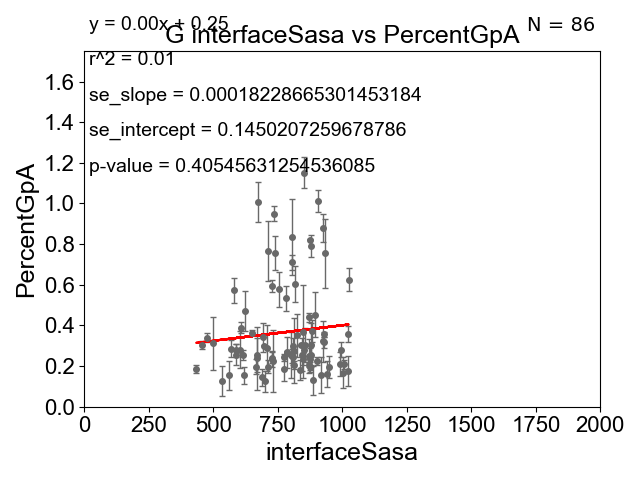 y = 0.00x + 0.25
G interfaceSasa vs PercentGpA
N = 86
r^2 = 0.01
se_slope = 0.00018228665301453184
se_intercept = 0.1450207259678786
p-value = 0.40545631254536085
PercentGpA
1.6
1.4
1.2
1.0
0.8
0.6
0.4
0.2
0.0
0 250 500 750 1000 1250 1500 1750 2000
interfaceSasa